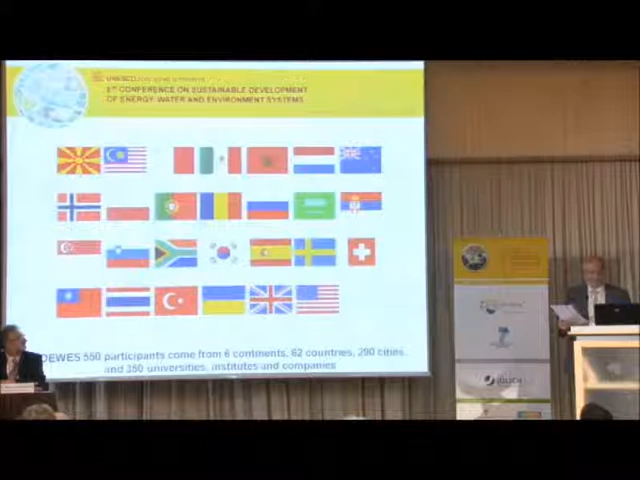 CONFERENCE ON SUSTAINABLE DEVELOPMENT
OF ENERGY, WATER AND ENVIRONMENT SYSTEMS
550 participants come from 6 continents, 62 countries, 290 cities,
and 350 universities, institutes and companies
JÜLICH